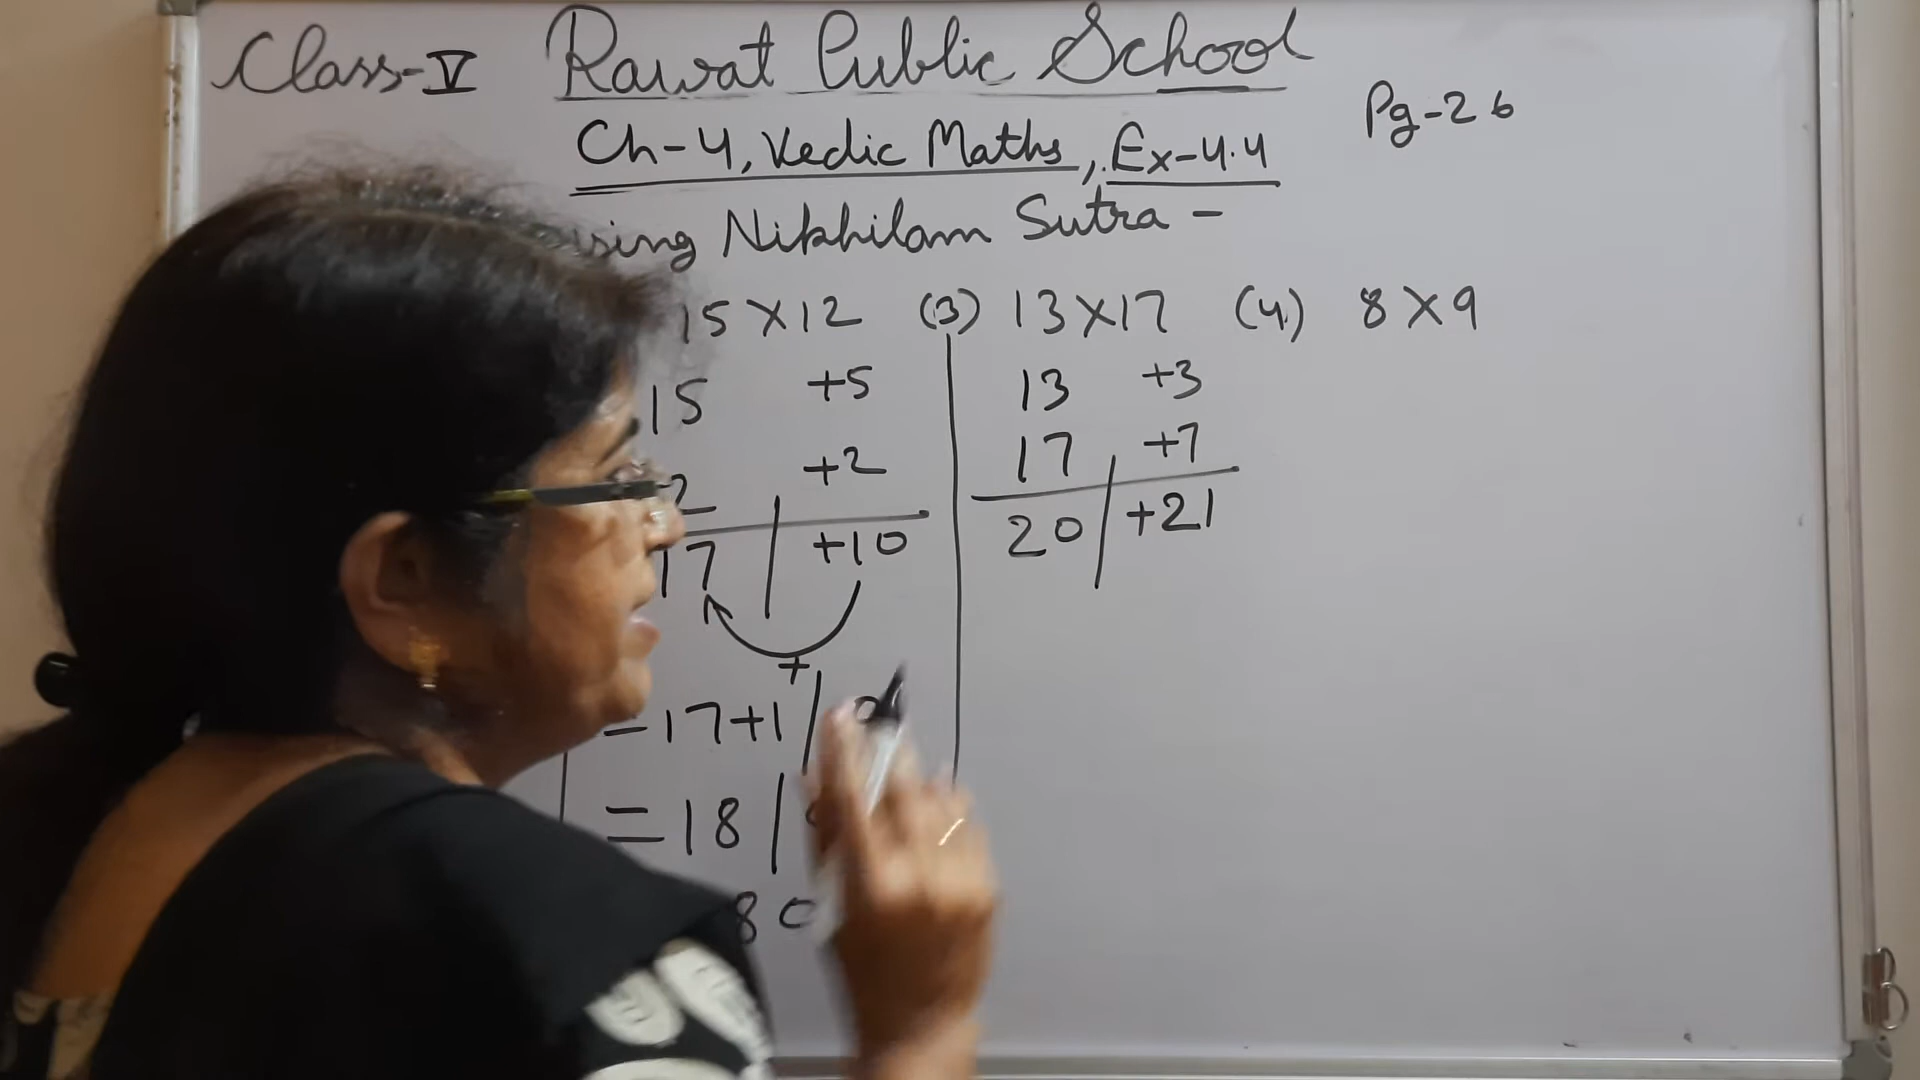 Class-V Rawat Public School
Pg-26
Ch-4, Vedic Maths, Ex-4.4
Nikhilam Sutra -
15 X 12 (3) 13 X 17 (4) 8 X 9
15 +5
2 +2
17 / +10
+
= 17+1 /
= 18 /
80
13 +3
17 +7
20 / +21